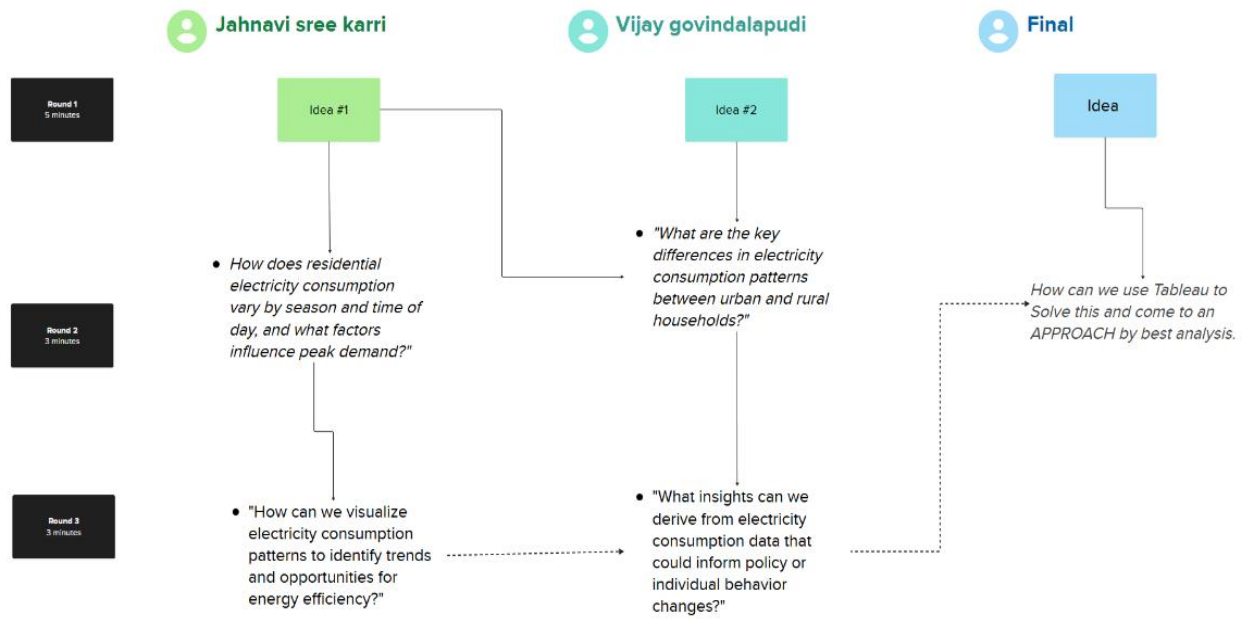 Jahnavi sree karri
Vijay govindalapudi
Final
Round 1
5 minutes
Idea #1
Idea #2
Idea
How does residential
electricity consumption
vary by season and time of
day, and what factors
influence peak demand?"
"What are the key
differences in electricity
consumption patterns
between urban and rural
households?"
How can we use Tableau to
Solve this and come to an
APPROACH by best analysis.
Round 2
3 minutes
Round 3
3 minutes
"How can we visualize
electricity consumption
patterns to identify trends
and opportunities for
energy efficiency?"
"What insights can we
derive from electricity
consumption data that
could inform policy or
individual behavior
changes?"